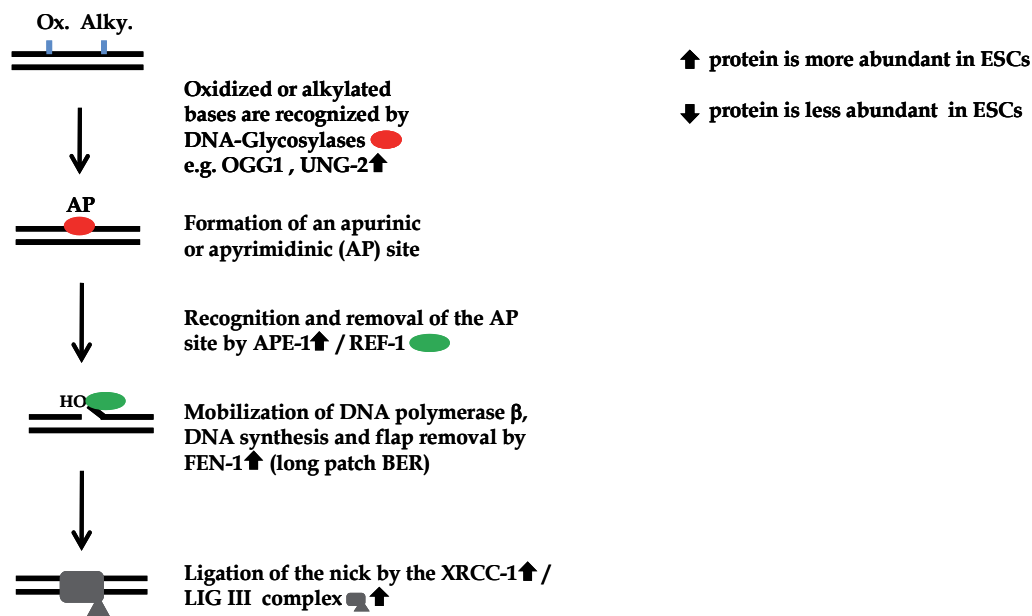 Ox. Alky.
⬆ protein is more abundant in ESCs
⬇ protein is less abundant in ESCs
Oxidized or alkylated
bases are recognized by
DNA-Glycosylases
e.g. OGG1 , UNG-2⬆
AP
Formation of an apurinic
or apyrimidinic (AP) site
Recognition and removal of the AP
site by APE-1⬆ / REF-1
HO
Mobilization of DNA polymerase β,
DNA synthesis and flap removal by
FEN-1⬆ (long patch BER)
Ligation of the nick by the XRCC-1⬆ /
LIG III complex ⬆